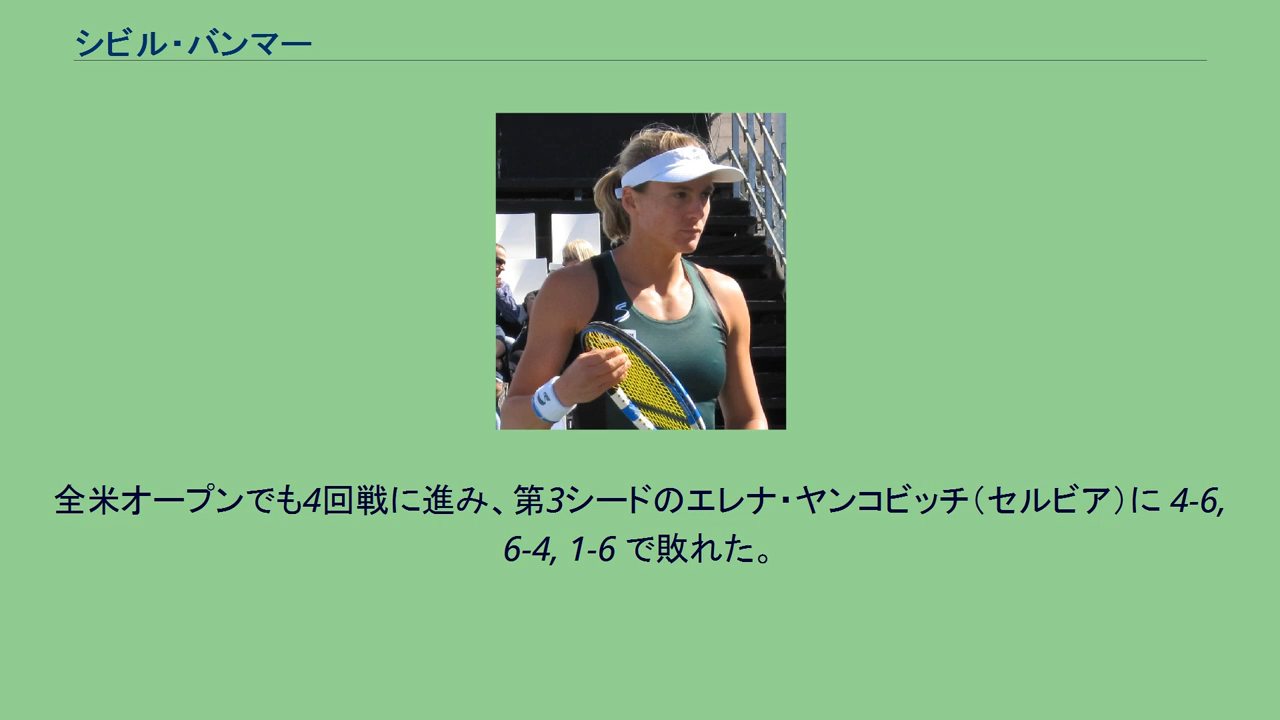 シビル・バンマー
全米オープンでも4回戦に進み、第3シードのエレナ・ヤンコビッチ（セルビア）に 4-6,
6-4, 1-6 で敗れた。